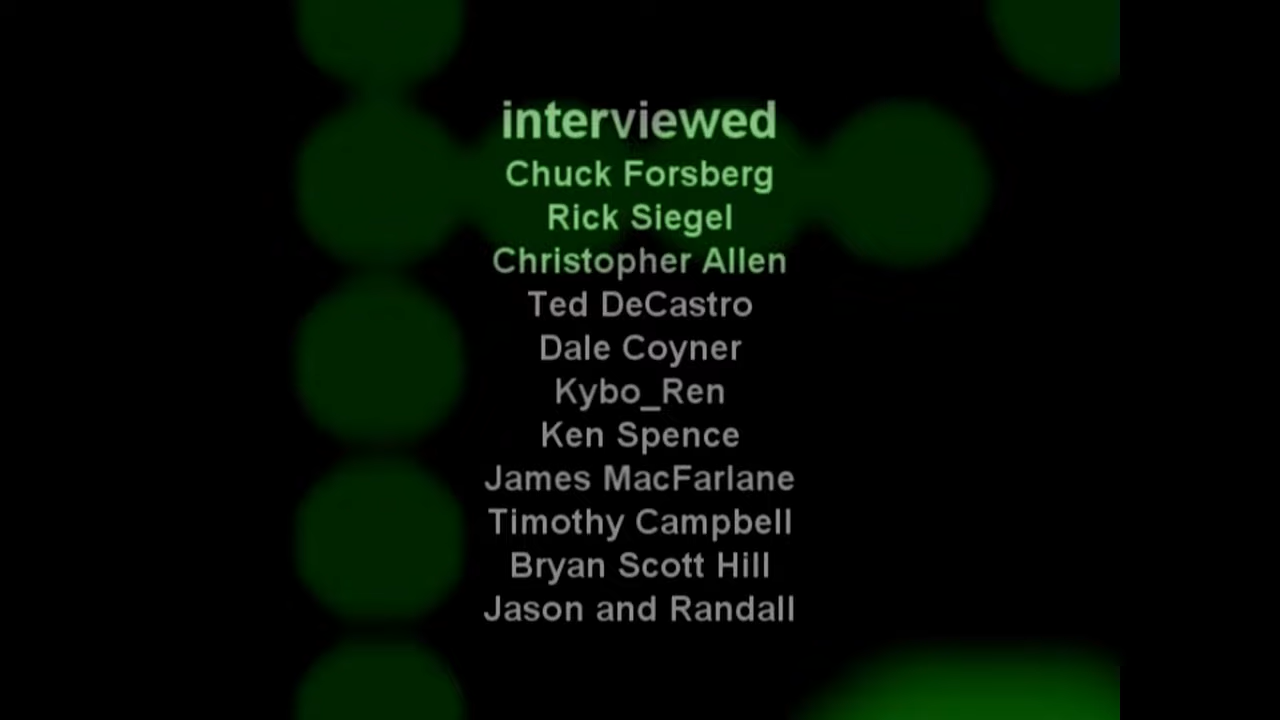 interviewed
Chuck Forsberg
Rick Siegel
Christopher Allen
Ted DeCastro
Dale Coyner
Kybo_Ren
Ken Spence
James MacFarlane
Timothy Campbell
Bryan Scott Hill
Jason and Randall